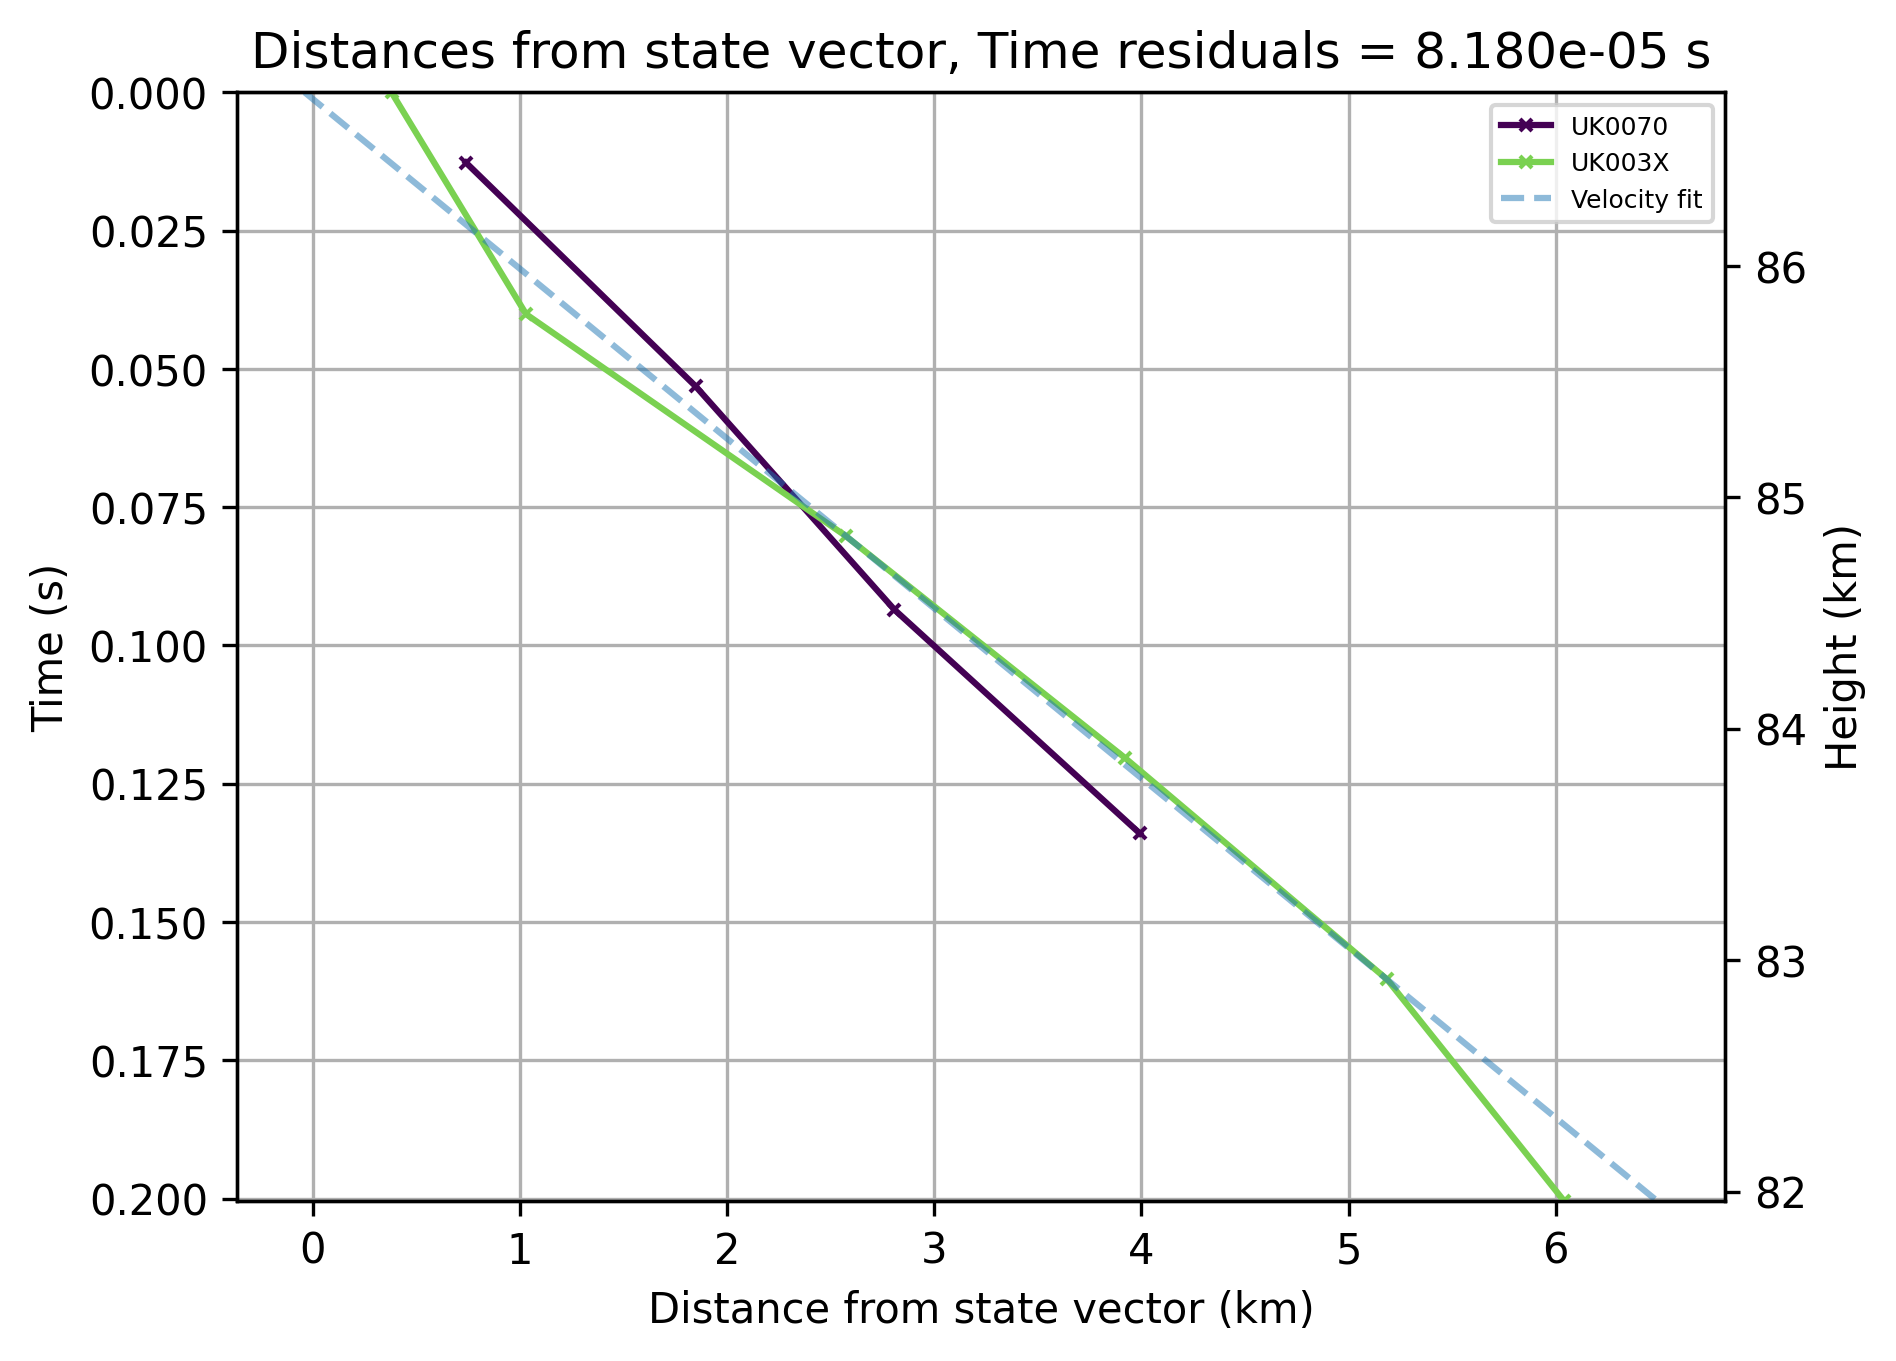 Distances from state vector, Time residuals = 8.180e-05 s
UK0070
UK003X
Velocity fit
0.000
0.025
0.050
0.075
0.100
0.125
0.150
0.175
0.200
Time (s)
86
85
84
83
82
Height (km)
0 1 2 3 4 5 6
Distance from state vector (km)